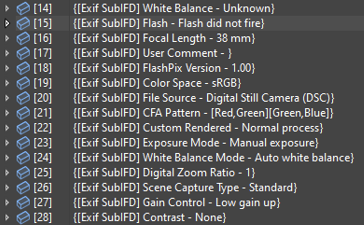 [14] {[Exif SubIFD] White Balance - Unknown}
[15] {[Exif SubIFD] Flash - Flash did not fire}
[16] {[Exif SubIFD] Focal Length - 38 mm}
[17] {[Exif SubIFD] User Comment - }
[18] {[Exif SubIFD] FlashPix Version - 1.00}
[19] {[Exif SubIFD] Color Space - sRGB}
[20] {[Exif SubIFD] File Source - Digital Still Camera (DSC)}
[21] {[Exif SubIFD] CFA Pattern - [Red,Green][Green,Blue]}
[22] {[Exif SubIFD] Custom Rendered - Normal process}
[23] {[Exif SubIFD] Exposure Mode - Manual exposure}
[24] {[Exif SubIFD] White Balance Mode - Auto white balance}
[25] {[Exif SubIFD] Digital Zoom Ratio - 1}
[26] {[Exif SubIFD] Scene Capture Type - Standard}
[27] {[Exif SubIFD] Gain Control - Low gain up}
[28] {[Exif SubIFD] Contrast - None}